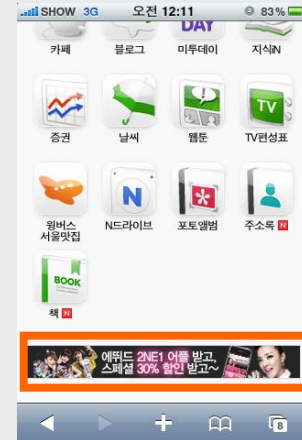 SHOW 3G 오전 12:11 83%
DAY
카페 블로그 미투데이 지식iN
TV
증권 날씨 웹툰 TV편성표
N
윙버스 서울맛집 N드라이브 포토앨범 주소록 N
BOOK
책 N
에뛰드 2NE1 어플 받고,
스페셜 30% 할인 받고~
8